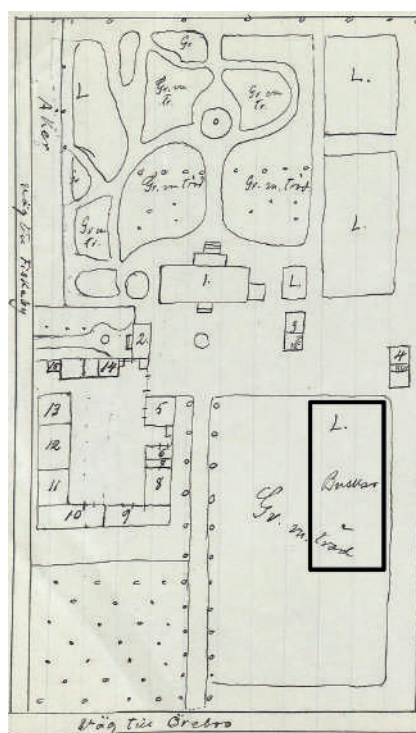 Gr.
L
Gr. m
tr.
Gr. m
tr.
L.
Åker
Gr. m. träd
Gr. m. träd
Gr. m
tr.
L.
Väg till Fiskeby
1.
L.
2.
3
4
15
14
13
5
12
6
11
8
10
9
L.
Buskar
Gr. m. träd
Väg till Örebro